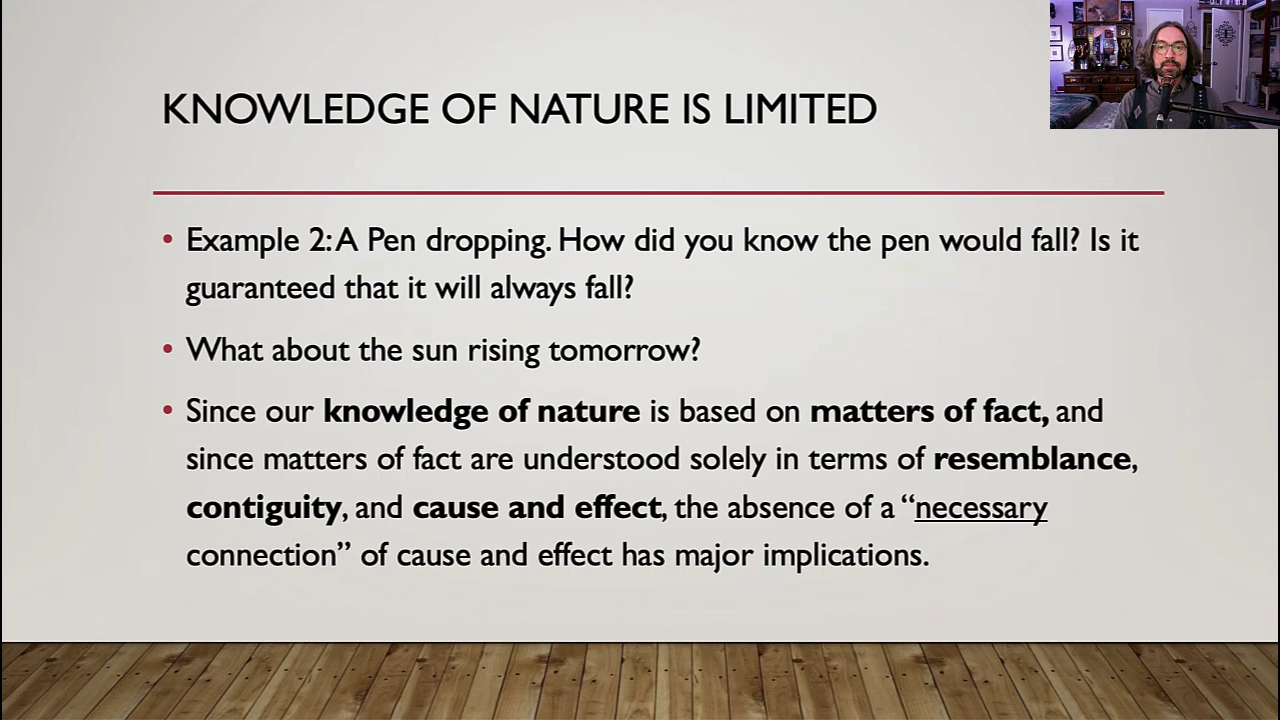 KNOWLEDGE OF NATURE IS LIMITED
• Example 2: A Pen dropping. How did you know the pen would fall? Is it
guaranteed that it will always fall?
• What about the sun rising tomorrow?
• Since our knowledge of nature is based on matters of fact, and
since matters of fact are understood solely in terms of resemblance,
contiguity, and cause and effect, the absence of a “necessary
connection” of cause and effect has major implications.